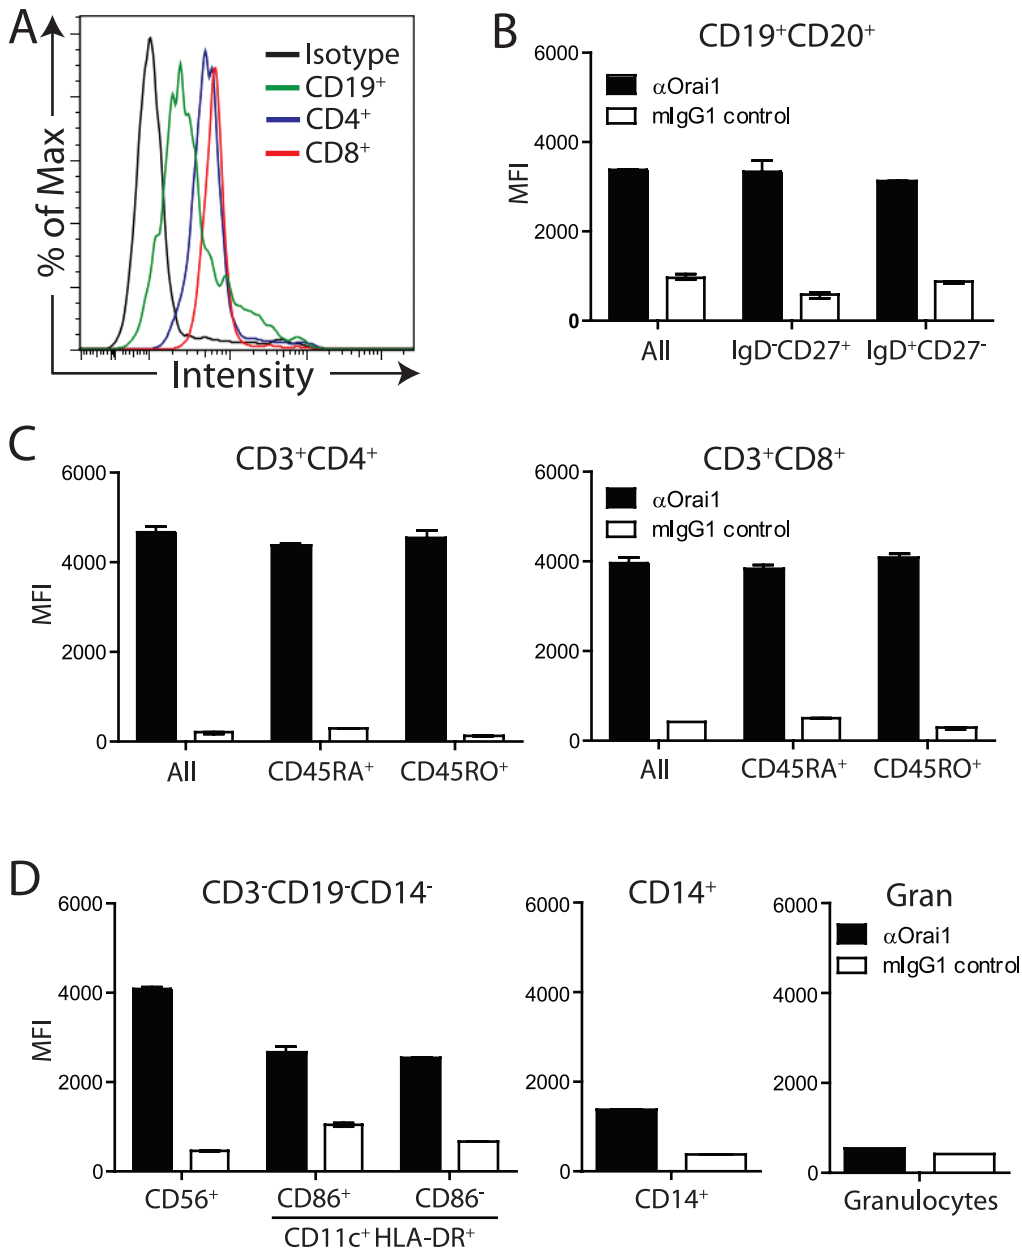 A
% of Max
Intensity
Isotype
CD19+
CD4+
CD8+
B
CD19+CD20+
6000
4000
2000
0
MFI
αOrai1
mIgG1 control
All
IgD-CD27+
IgD+CD27-
C
CD3+CD4+
6000
4000
2000
0
MFI
All
CD45RA+
CD45RO+
CD3+CD8+
6000
4000
2000
0
αOrai1
mIgG1 control
All
CD45RA+
CD45RO+
D
CD3-CD19-CD14-
6000
4000
2000
0
MFI
CD56+
CD86+
CD86-
CD11c+ HLA-DR+
CD14+
6000
4000
2000
0
CD14+
Gran
6000
4000
2000
0
αOrai1
mIgG1 control
Granulocytes